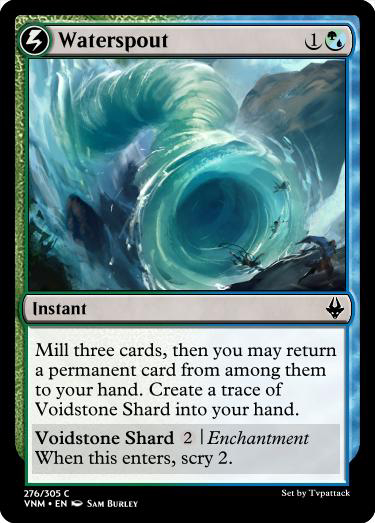 Waterspout 1
Instant
Mill three cards, then you may return
a permanent card from among them
to your hand. Create a trace of
Voidstone Shard into your hand.
Voidstone Shard 2 | Enchantment
When this enters, scry 2.
276/305 C
Set by Tvpattack
VNM • EN SAM BURLEY